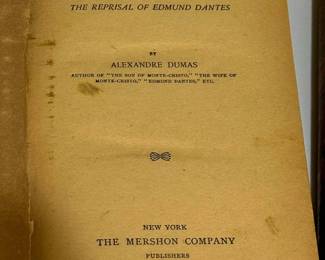 THE REPRISAL OF EDMUND DANTES
BY
ALEXANDRE DUMAS
AUTHOR OF "THE SON OF MONTE-CRISTO," "THE WIFE OF
MONTE-CRISTO," "EDMUND DANTES," ETC.
NEW YORK
THE MERSHON COMPANY
PUBLISHERS